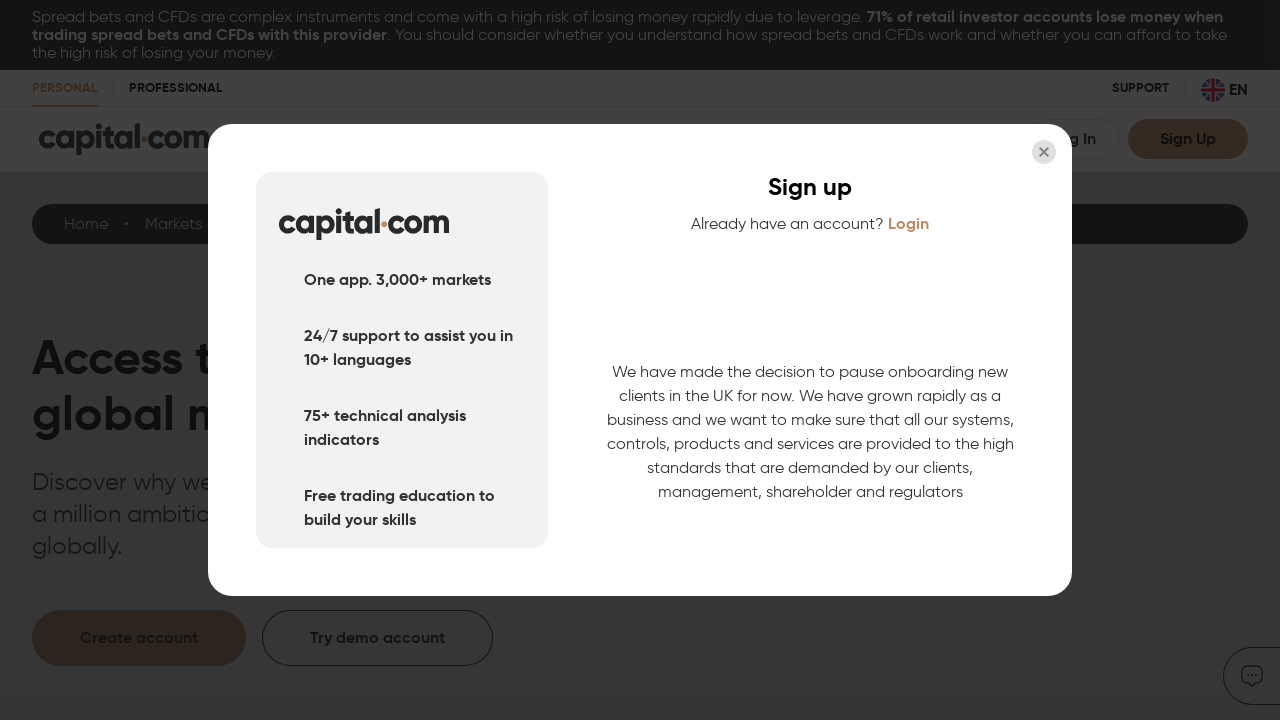 Spread bets and CFDs are complex instruments and come with a high risk of losing money rapidly due to leverage. 71% of retail investor accounts lose money when
trading spread bets and CFDs with this provider. You should consider whether you understand how spread bets and CFDs work and whether you can afford to take
the high risk of losing your money.
PERSONAL
PROFESSIONAL
SUPPORT
EN
capital.com
g In
Sign Up
Home
Markets
Access t
global m
Discover why we
a million ambitio
globally.
Create account
Try demo account
capital.com
One app. 3,000+ markets
24/7 support to assist you in
10+ languages
75+ technical analysis
indicators
Free trading education to
build your skills
Sign up
Already have an account? Login
We have made the decision to pause onboarding new
clients in the UK for now. We have grown rapidly as a
business and we want to make sure that all our systems,
controls, products and services are provided to the high
standards that are demanded by our clients,
management, shareholder and regulators